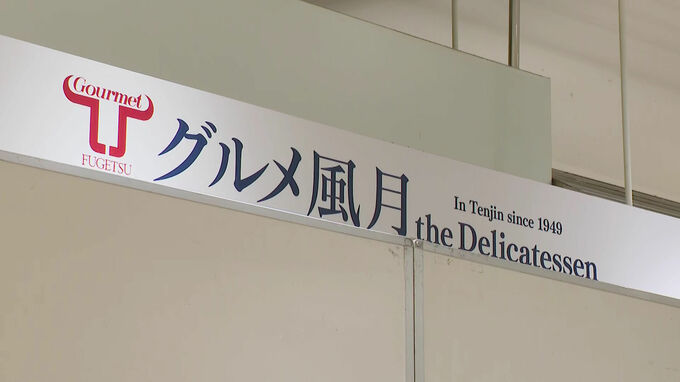 Gourmet
FUGETSU
グルメ風月
In Tenjin since 1949
the Delicatessen